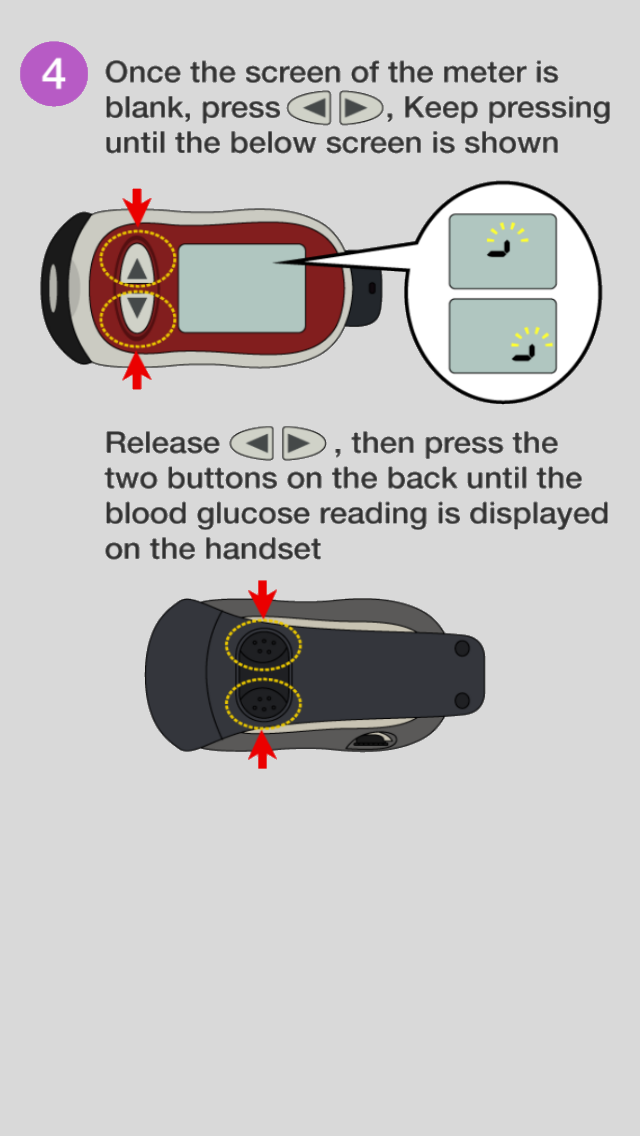 4
Once the screen of the meter is
blank, press ◀ ▶, Keep pressing
until the below screen is shown
Release ◀ ▶, then press the
two buttons on the back until the
blood glucose reading is displayed
on the handset